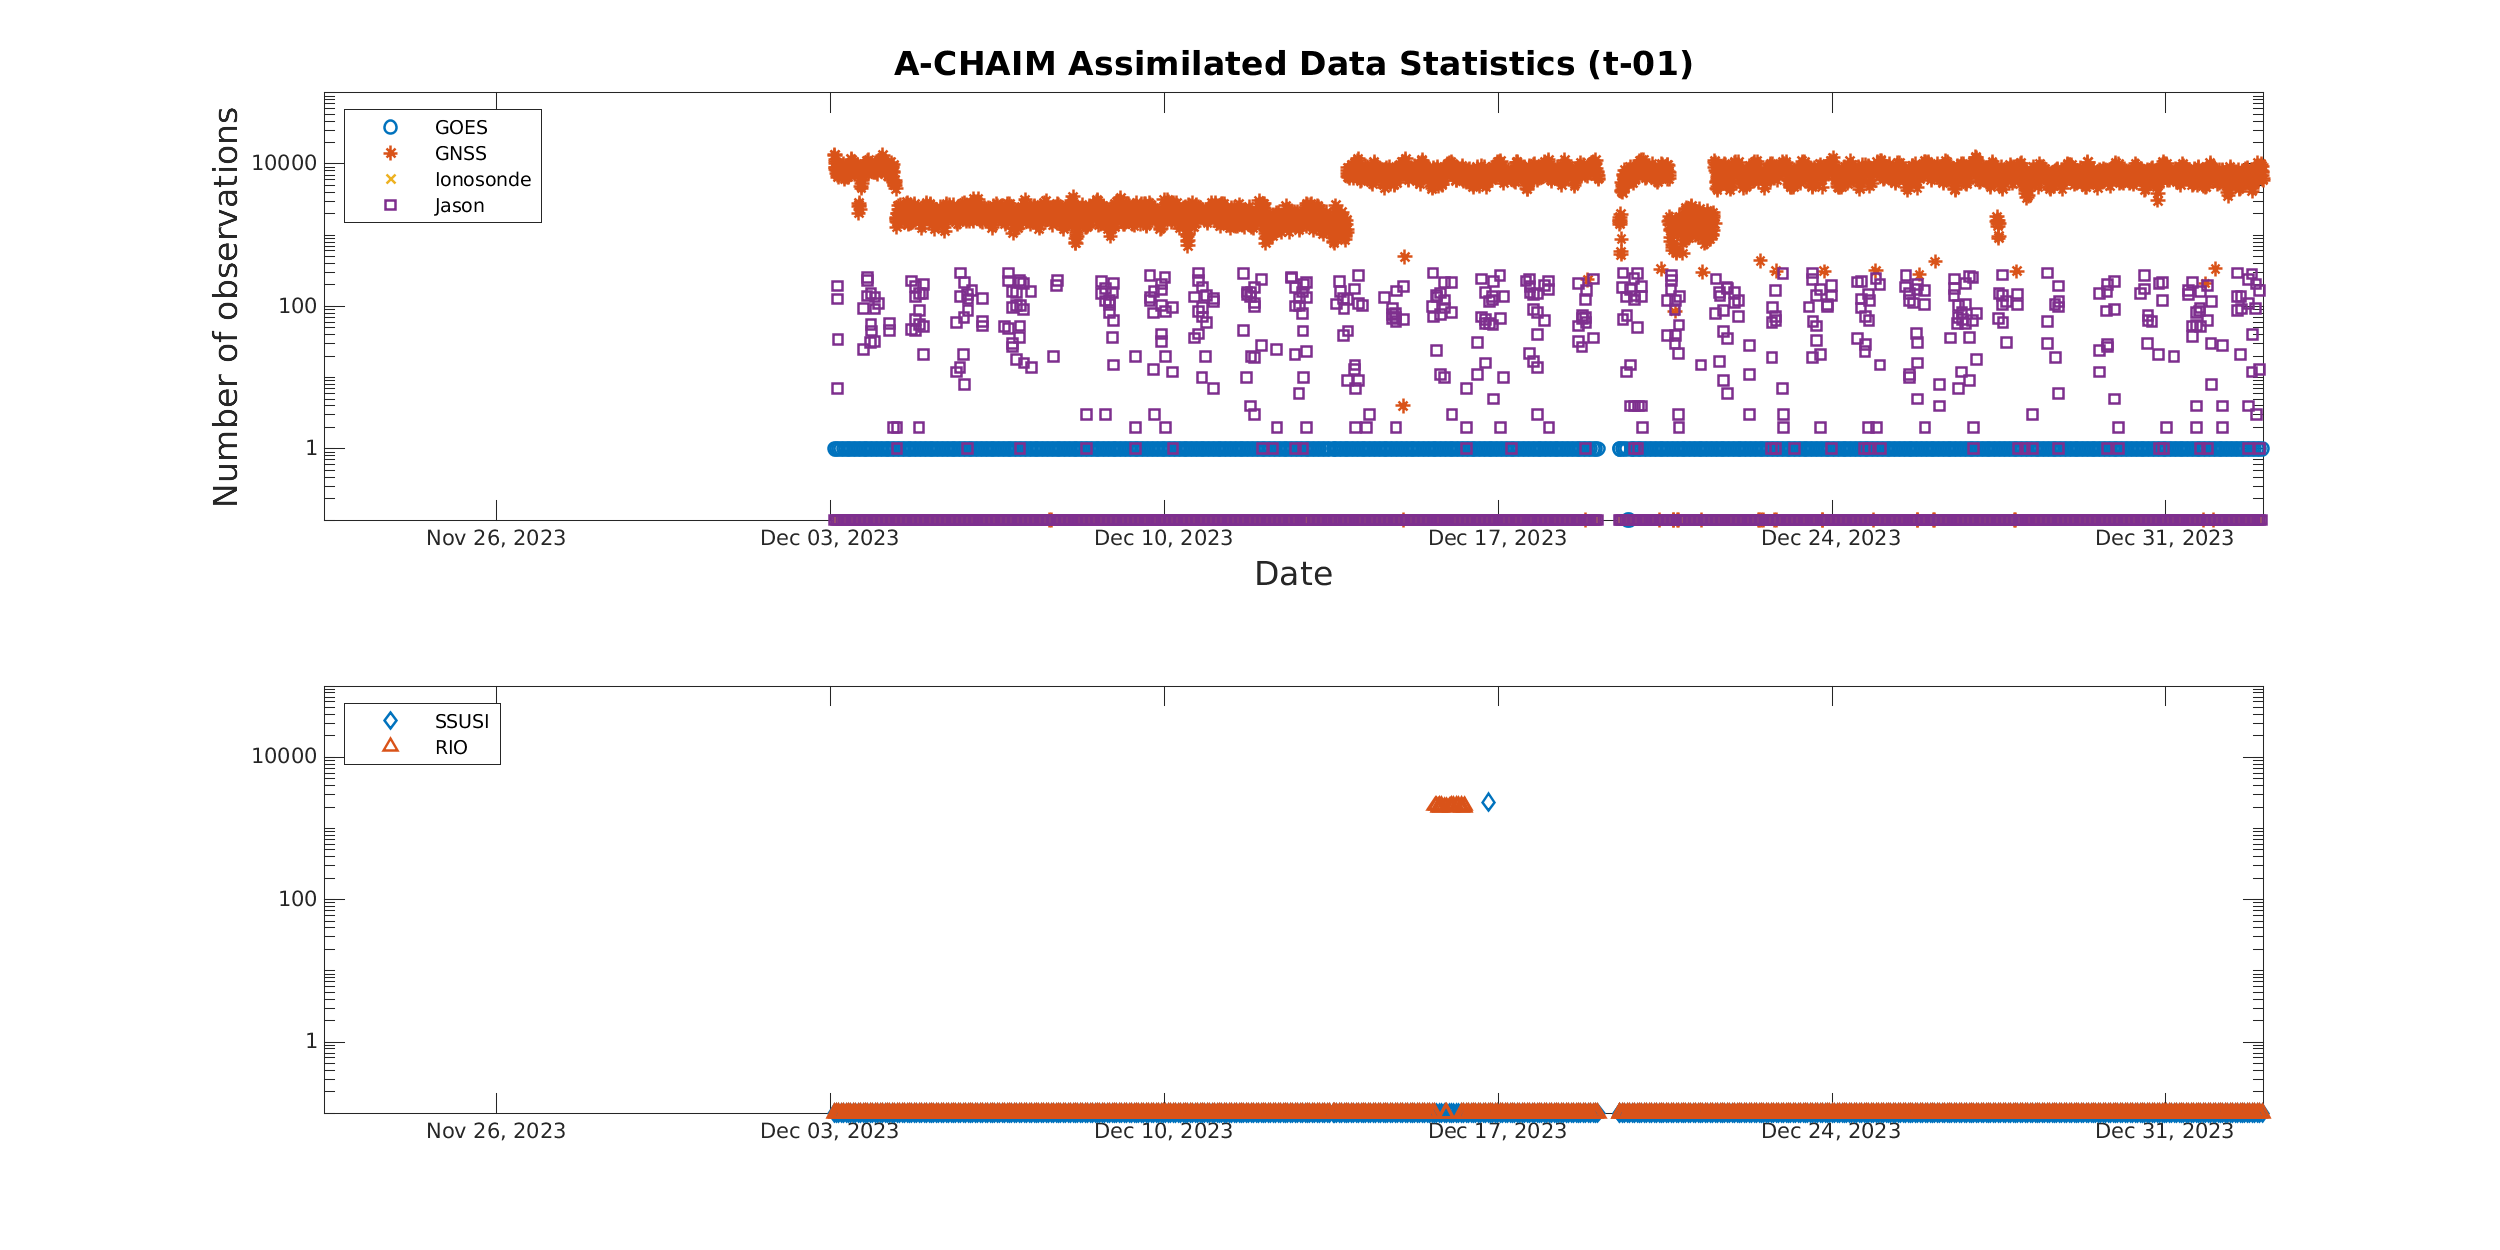 A-CHAIM Assimilated Data Statistics (t-01)
Number of observations
10000
100
1
GOES
GNSS
Ionosonde
Jason
Nov 26, 2023
Dec 03, 2023
Dec 10, 2023
Dec 17, 2023
Dec 24, 2023
Dec 31, 2023
Date
10000
100
1
SSUSI
RIO
Nov 26, 2023
Dec 03, 2023
Dec 10, 2023
Dec 17, 2023
Dec 24, 2023
Dec 31, 2023